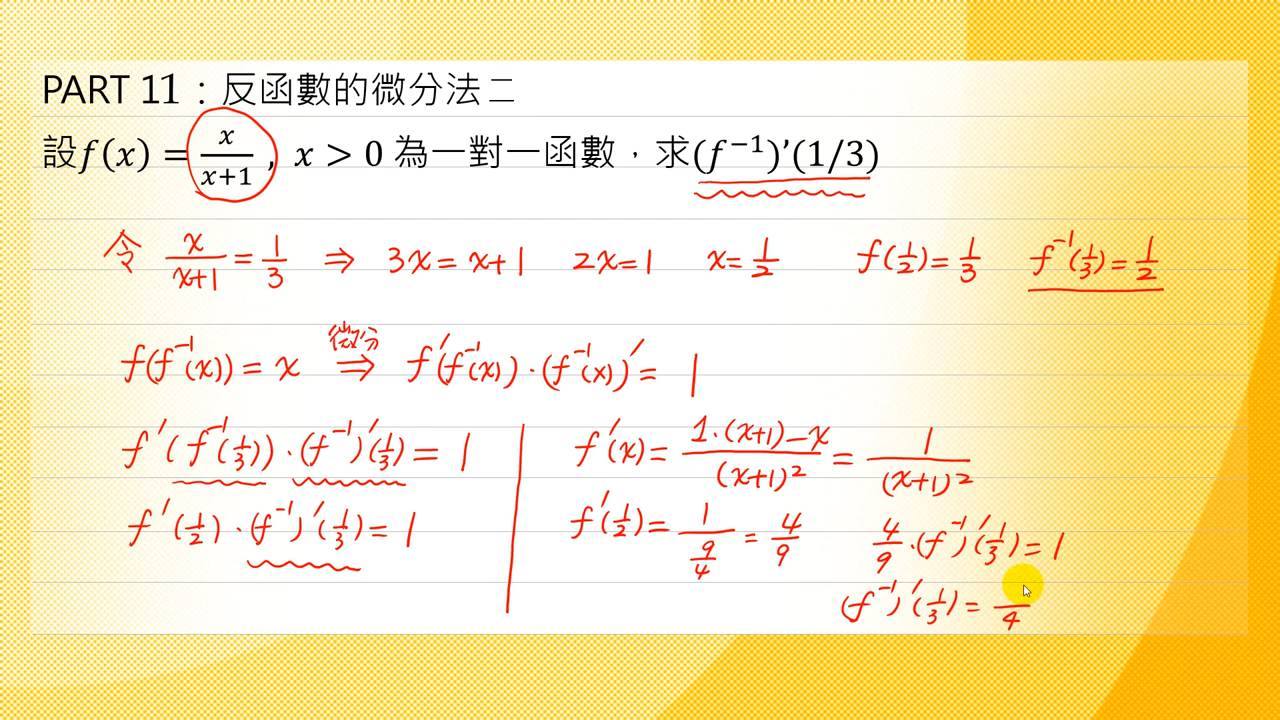 PART 11：反函數的微分法二
設f(x) = x/(x+1), x > 0 為一對一函數，求(f⁻¹)’(1/3)
令 x/(x+1) = 1/3 ⇒ 3x = x+1 2x = 1 x = 1/2 f(1/2) = 1/3 f⁻¹(1/3) = 1/2
微分
f(f⁻¹(x)) = x ⇒ f'(f⁻¹(x))·(f⁻¹(x))' = 1
f'(f⁻¹(1/3))·(f⁻¹)'(1/3) = 1
f'(1/2)·(f⁻¹)'(1/3) = 1
f'(x) = (1·(x+1)−x)/(x+1)² = 1/(x+1)²
f'(1/2) = 1/(9/4) = 4/9
4/9·(f⁻¹)'(1/3) = 1
(f⁻¹)'(1/3) = /4